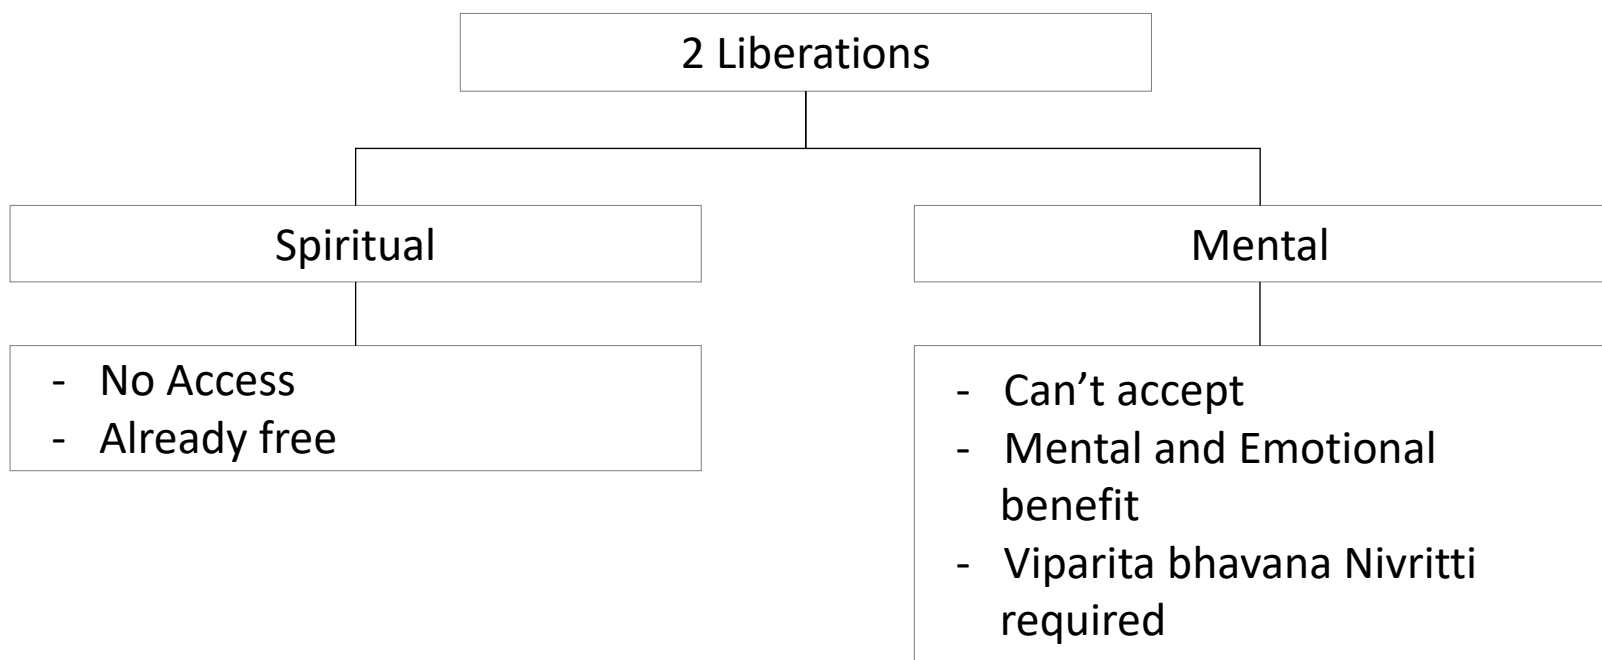 2 Liberations
Spiritual
Mental
- No Access
- Already free
- Can’t accept
- Mental and Emotional
benefit
- Viparita bhavana Nivritti
required